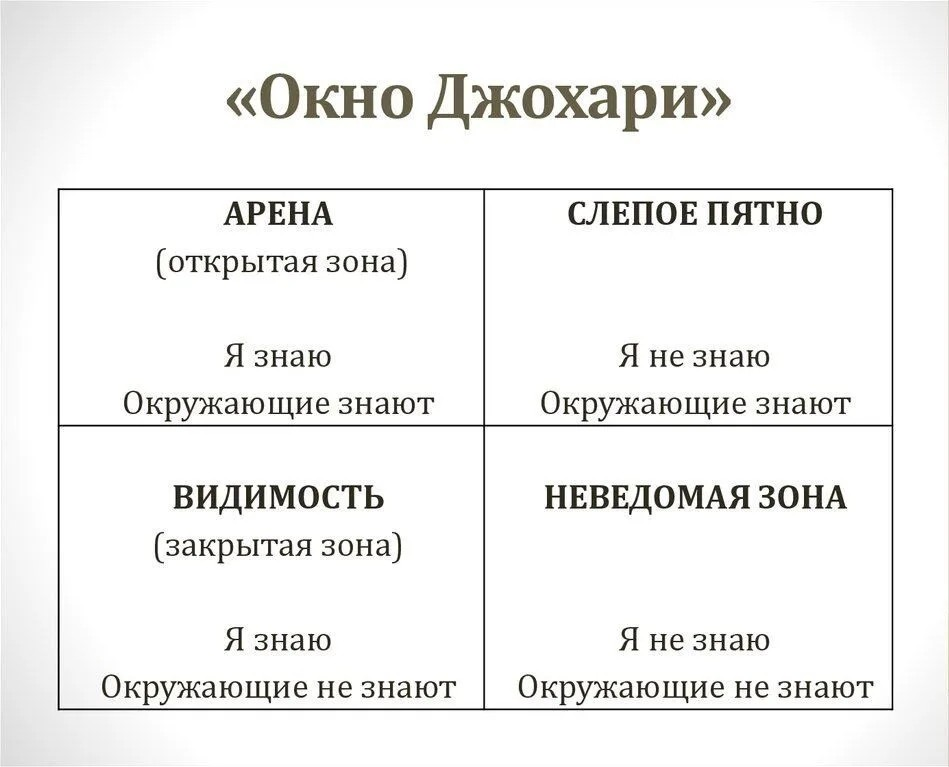 «Окно Джохари»
АРЕНА
(открытая зона)
Я знаю
Окружающие знают
СЛЕПОЕ ПЯТНО
Я не знаю
Окружающие знают
ВИДИМОСТЬ
(закрытая зона)
Я знаю
Окружающие не знают
НЕВЕДОМАЯ ЗОНА
Я не знаю
Окружающие не знают